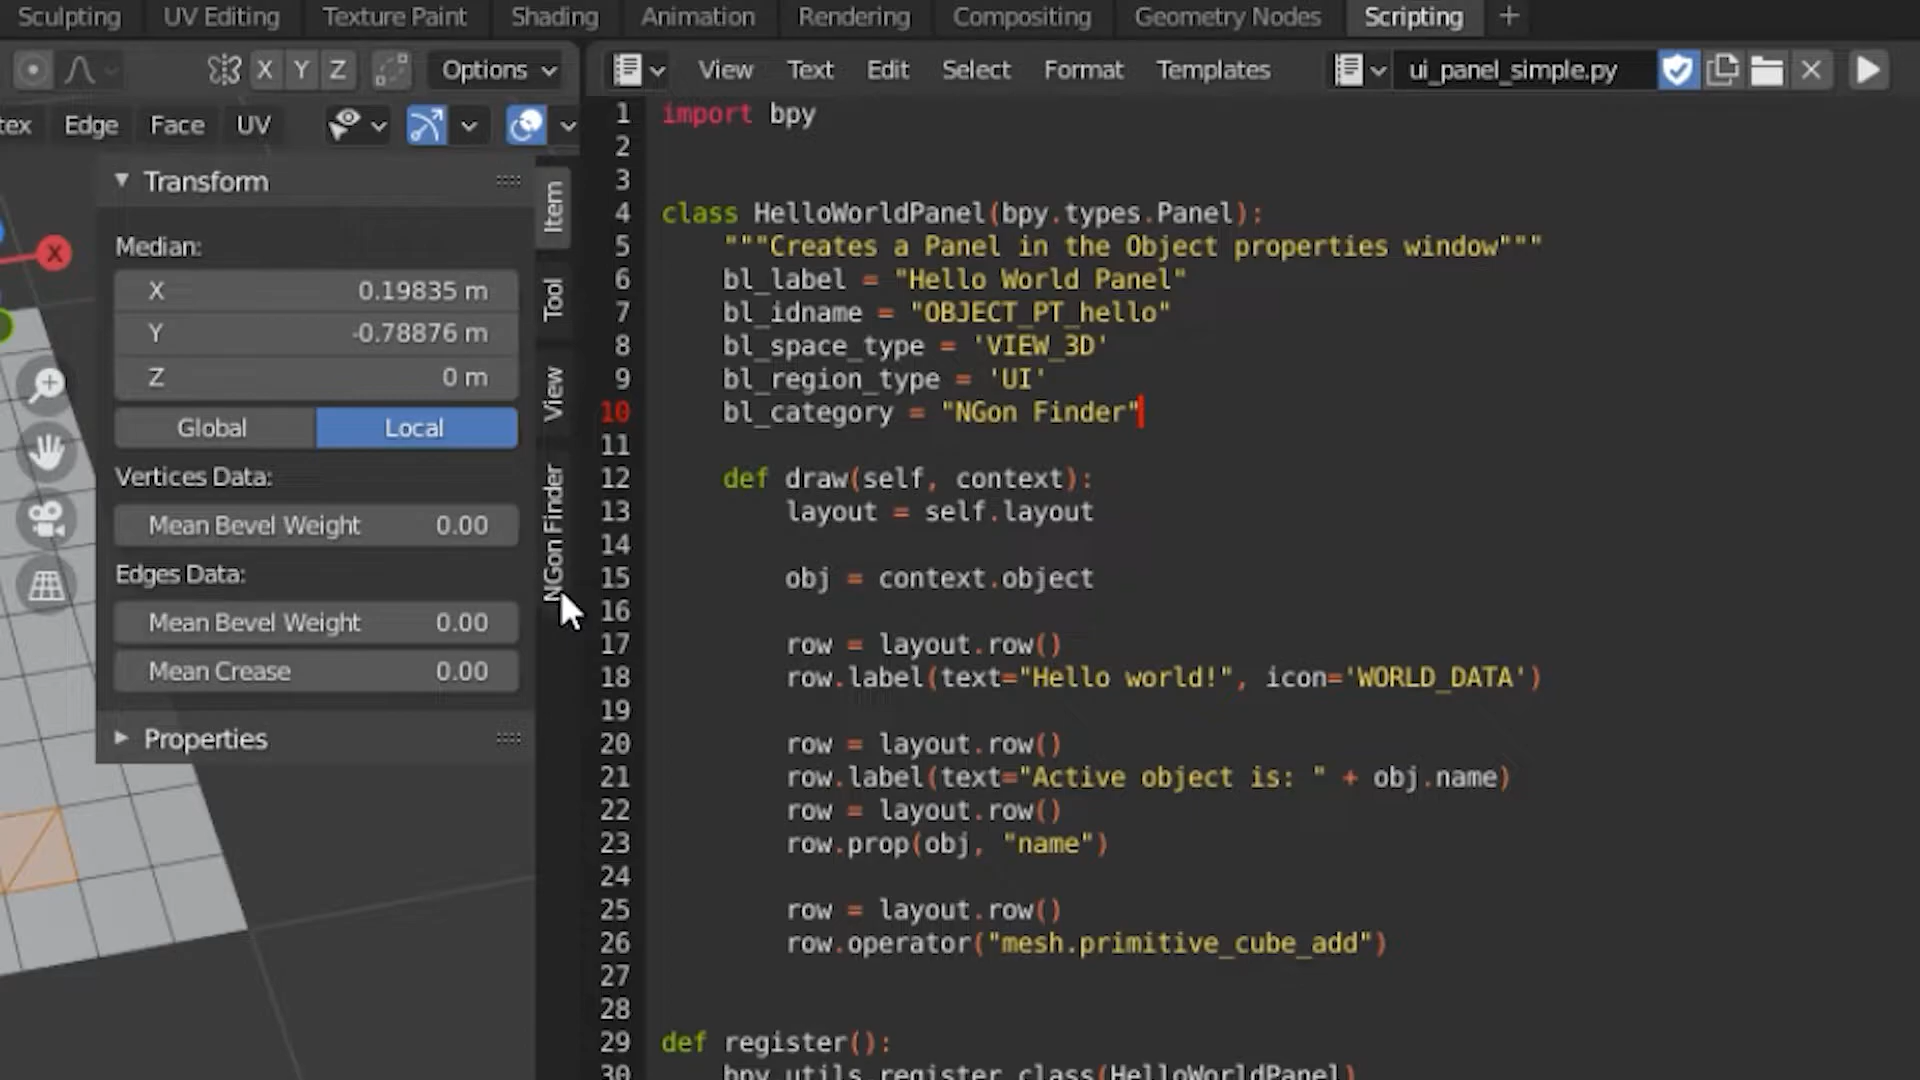 Sculpting UV Editing Texture Paint Shading Animation Rendering Compositing Geometry Nodes Scripting +
X Y Z Options
View Text Edit Select Format Templates ui_panel_simple.py
tex Edge Face UV
Transform
Median:
X 0.19835 m
Y -0.78876 m
Z 0 m
Global Local
Vertices Data:
Mean Bevel Weight 0.00
Edges Data:
Mean Bevel Weight 0.00
Mean Crease 0.00
Properties
X
Item
Tool
View
NGon Finder
1 import bpy
2
3
4 class HelloWorldPanel(bpy.types.Panel):
5 """Creates a Panel in the Object properties window"""
6 bl_label = "Hello World Panel"
7 bl_idname = "OBJECT_PT_hello"
8 bl_space_type = 'VIEW_3D'
9 bl_region_type = 'UI'
10 bl_category = "NGon Finder"
11
12 def draw(self, context):
13 layout = self.layout
14
15 obj = context.object
16
17 row = layout.row()
18 row.label(text="Hello world!", icon='WORLD_DATA')
19
20 row = layout.row()
21 row.label(text="Active object is: " + obj.name)
22 row = layout.row()
23 row.prop(obj, "name")
24
25 row = layout.row()
26 row.operator("mesh.primitive_cube_add")
27
28
29 def register():
30 bpy.utils.register_class(HelloWorldPanel)